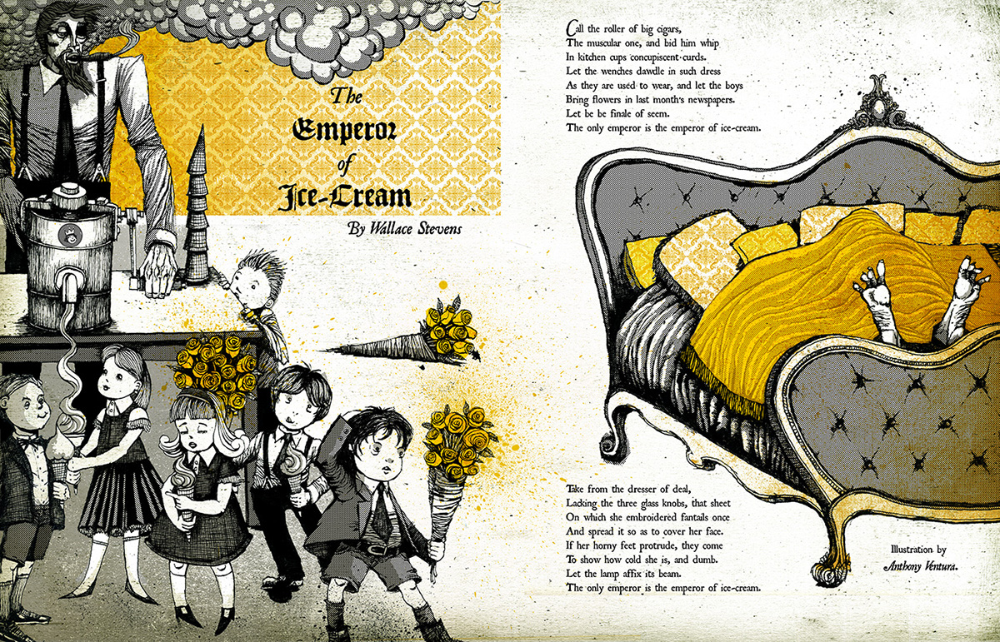 The
Emperor
of
Ice-Cream
By Wallace Stevens
Call the roller of big cigars,
The muscular one, and bid him whip
In kitchen cups concupiscent curds.
Let the wenches dawdle in such dress
As they are used to wear, and let the boys
Bring flowers in last month's newspapers.
Let be be finale of seem.
The only emperor is the emperor of ice-cream.
Take from the dresser of deal,
Lacking the three glass knobs, that sheet
On which she embroidered fantails once
And spread it so as to cover her face.
If her horny feet protrude, they come
To show how cold she is, and dumb.
Let the lamp affix its beam.
The only emperor is the emperor of ice-cream.
Illustration by
Anthony Ventura.